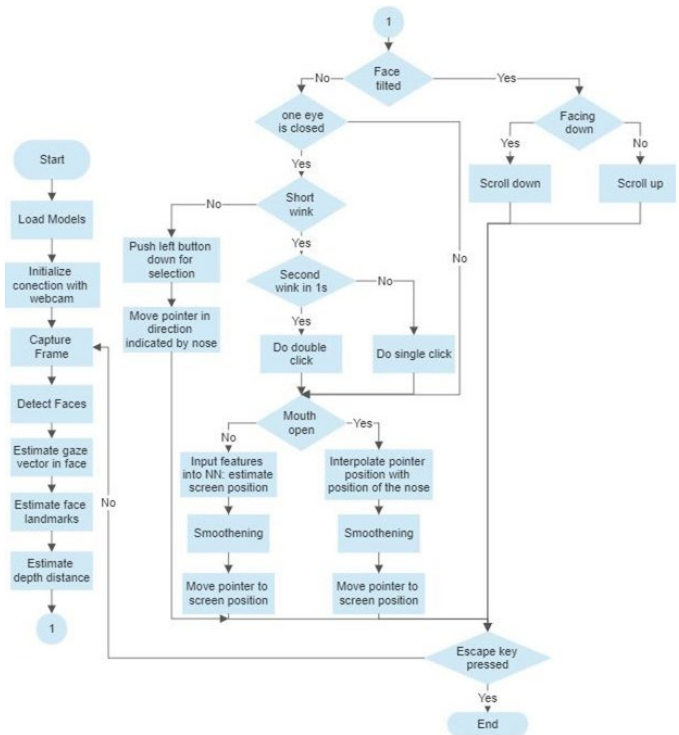 Start
Load Models
Initialize
conection with
webcam
Capture
Frame
Detect Faces
Estimate gaze
vector in face
Estimate face
landmarks
Estimate
depth distance
1
1
Face
tilted
No
Yes
one eye
is closed
Facing
down
Yes
No
Yes
Scroll down
Scroll up
Short
wink
No
Push left button
down for
selection
Yes
Second
wink in 1s
No
No
Move pointer in
direction
indicated by nose
Yes
Do double
click
Do single click
Mouth
open
No
Yes
Input features
into NN: estimate
screen position
Interpolate pointer
position with
position of the nose
No
Smoothening
Smoothening
Move pointer to
screen position
Move pointer to
screen position
Escape key
pressed
Yes
End